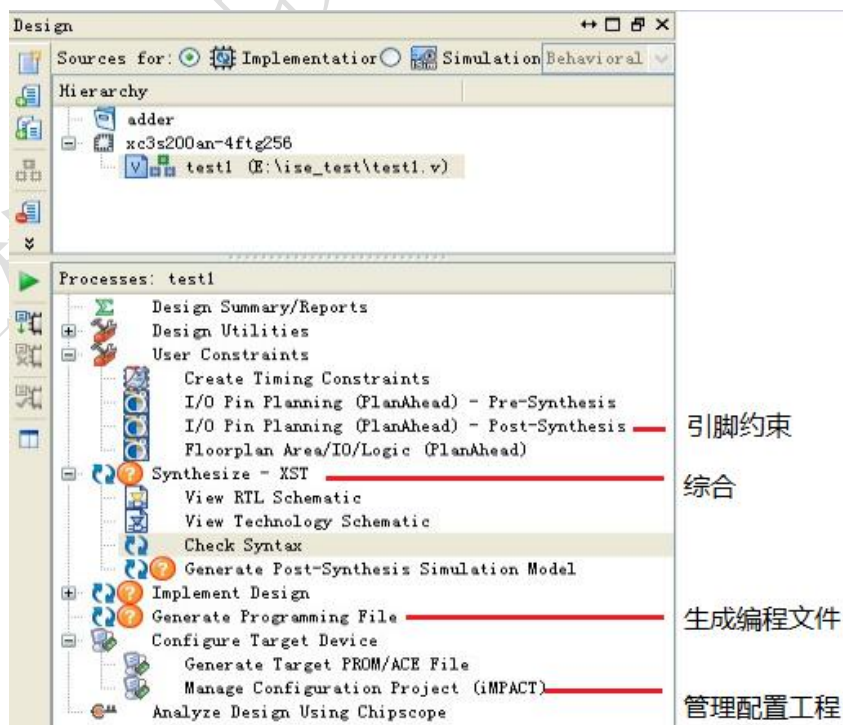 Design
Sources for: Implementatior Simulation Behavioral
Hierarchy
adder
xc3s200an-4ftg256
V test1 (E:\ise_test\test1.v)
Processes: test1
Design Summary/Reports
Design Utilities
User Constraints
Create Timing Constraints
I/O Pin Planning (PlanAhead) - Pre-Synthesis
I/O Pin Planning (PlanAhead) - Post-Synthesis 引脚约束
Floorplan Area/IO/Logic (PlanAhead)
Synthesize - XST 综合
View RTL Schematic
View Technology Schematic
Check Syntax
Generate Post-Synthesis Simulation Model
Implement Design
Generate Programming File 生成编程文件
Configure Target Device
Generate Target PROM/ACE File
Manage Configuration Project (iMPACT) 管理配置工程
Analyze Design Using Chipscope